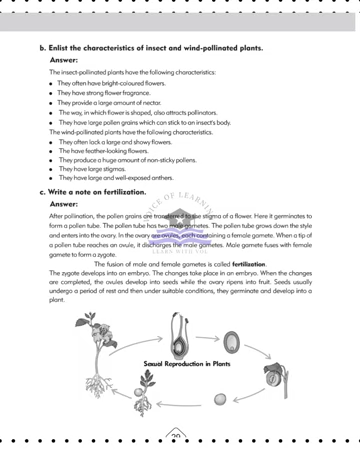 b. Enlist the characteristics of insect and wind-pollinated plants.
Answer:
The insect-pollinated plants have the following characteristics:
● They often have bright-coloured flowers.
● They have strong flower fragrance.
● They provide a large amount of nectar.
● The way, in which flower is shaped, also attracts pollinators.
● They have large pollen grains which can stick to an insect's body.
The wind-pollinated plants have the following characteristics.
● They often lack a large and showy flowers.
● The have feather-looking flowers.
● They produce a huge amount of non-sticky pollens.
● They have large stigmas.
● They have large and well-exposed anthers.
c. Write a note on fertilization.
Answer:
After pollination, the pollen grains are transferred to the stigma of a flower. Here it germinates to
form a pollen tube. The pollen tube has two male gametes. The pollen tube grows down the style
and enters into the ovary. In the ovary are ovules, each containing a female gamete. When a tip of
a pollen tube reaches an ovule, it discharges the male gametes. Male gamete fuses with female
gamete to form a zygote.
The fusion of male and female gametes is called fertilization.
The zygote develops into an embryo. The changes take place in an embryo. When the changes
are completed, the ovules develop into seeds while the ovary ripens into fruit. Seeds usually
undergo a period of rest and then under suitable conditions, they germinate and develop into a
plant.
Sexual Reproduction in Plants